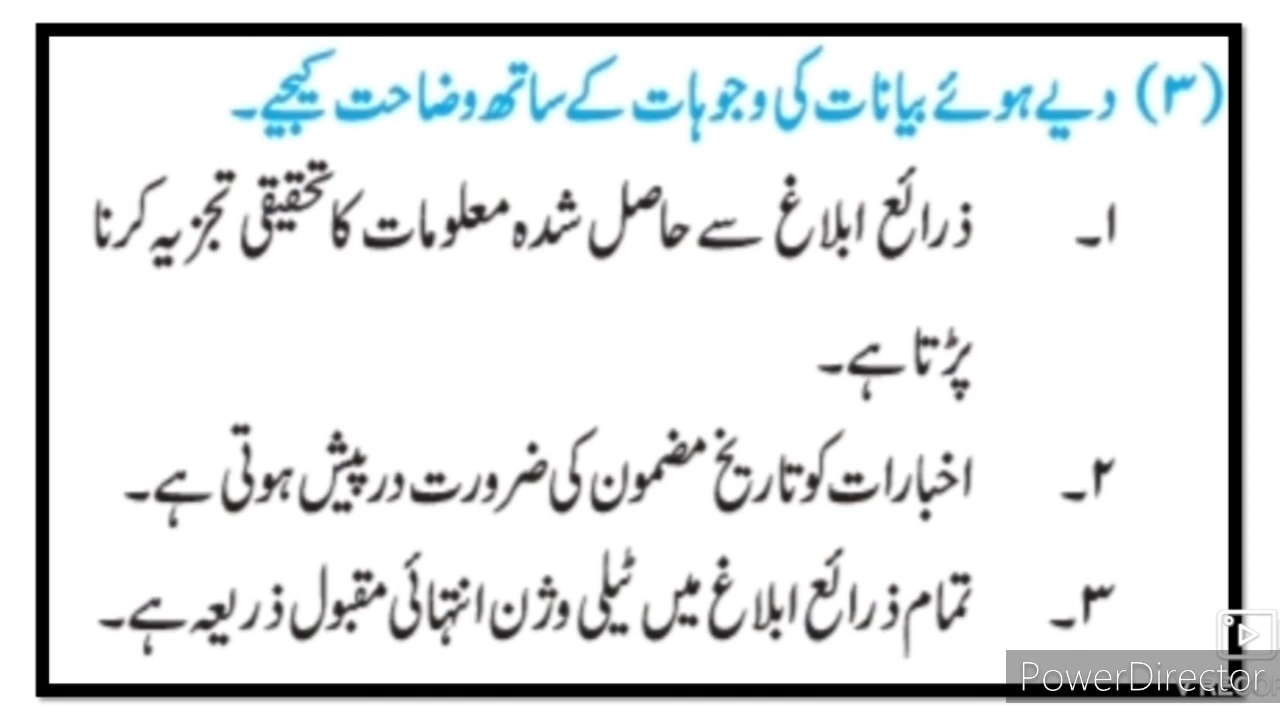 (۳) دیے ہوئے بیانات کی وجوہات کے ساتھ وضاحت کیجیے۔
۱۔ ذرائع ابلاغ سے حاصل شدہ معلومات کا تحقیقی تجزیہ کرنا
پڑتا ہے۔
۲۔ اخبارات کو تاریخ مضمون کی ضرورت درپیش ہوتی ہے۔
۳۔ تمام ذرائع ابلاغ میں ٹیلی وژن انتہائی مقبول ذریعہ ہے۔
PowerDirector